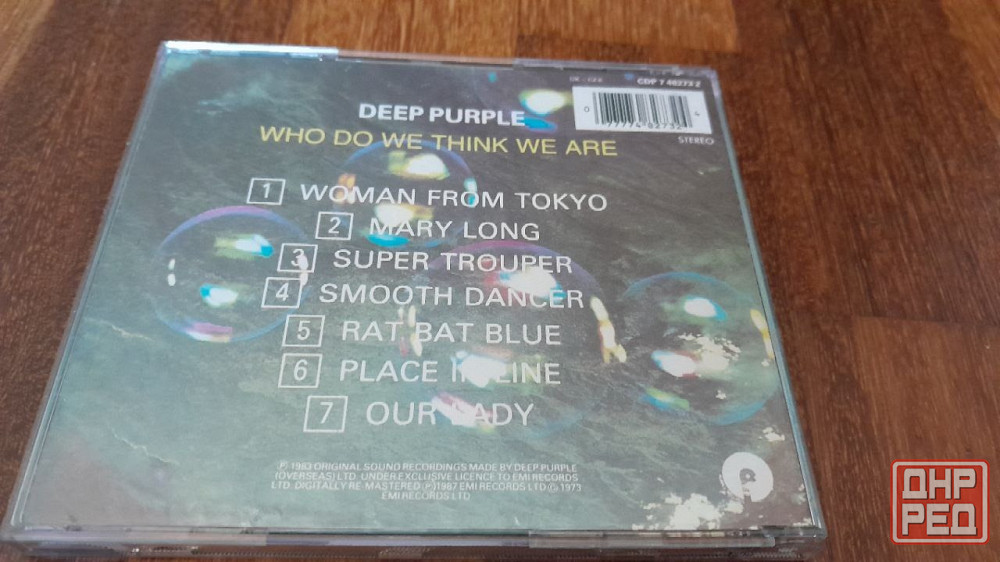 CDP 7 46273 2
DEEP PURPLE
STEREO
WHO DO WE THINK WE ARE
1 WOMAN FROM TOKYO
2 MARY LONG
3 SUPER TROUPER
4 SMOOTH DANCER
5 RAT BAT BLUE
6 PLACE IN LINE
7 OUR LADY
Ⓟ 1983 ORIGINAL SOUND RECORDINGS MADE BY DEEP PURPLE
(OVERSEAS) LTD. UNDER EXCLUSIVE LICENCE TO EMI RECORDS
LTD. DIGITALLY RE-MASTERED Ⓟ 1987 EMI RECORDS LTD © 1973
EMI RECORDS LTD
ДНР
РЕД